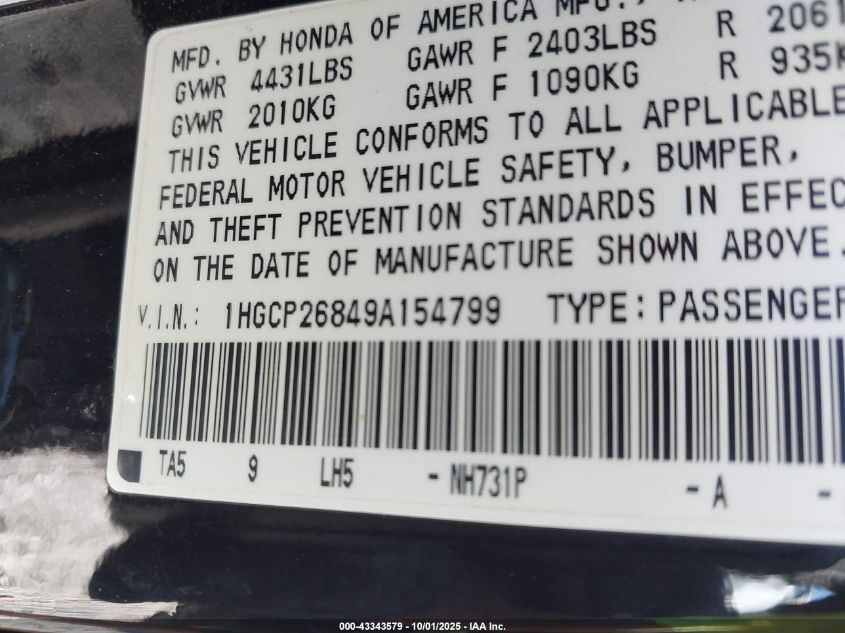 MFD. BY HONDA OF AMERICA MFG.,
GVWR 4431LBS GAWR F 2403LBS R 2061
GVWR 2010KG GAWR F 1090KG R 935K
THIS VEHICLE CONFORMS TO ALL APPLICABLE
FEDERAL MOTOR VEHICLE SAFETY, BUMPER,
AND THEFT PREVENTION STANDARDS IN EFFEC
ON THE DATE OF MANUFACTURE SHOWN ABOVE.
V.I.N.: 1HGCP26849A154799 TYPE:PASSENGER
TA5 9 LH5 -NH731P -A -
000-43343579 - 10/01/2025 - IAA Inc.